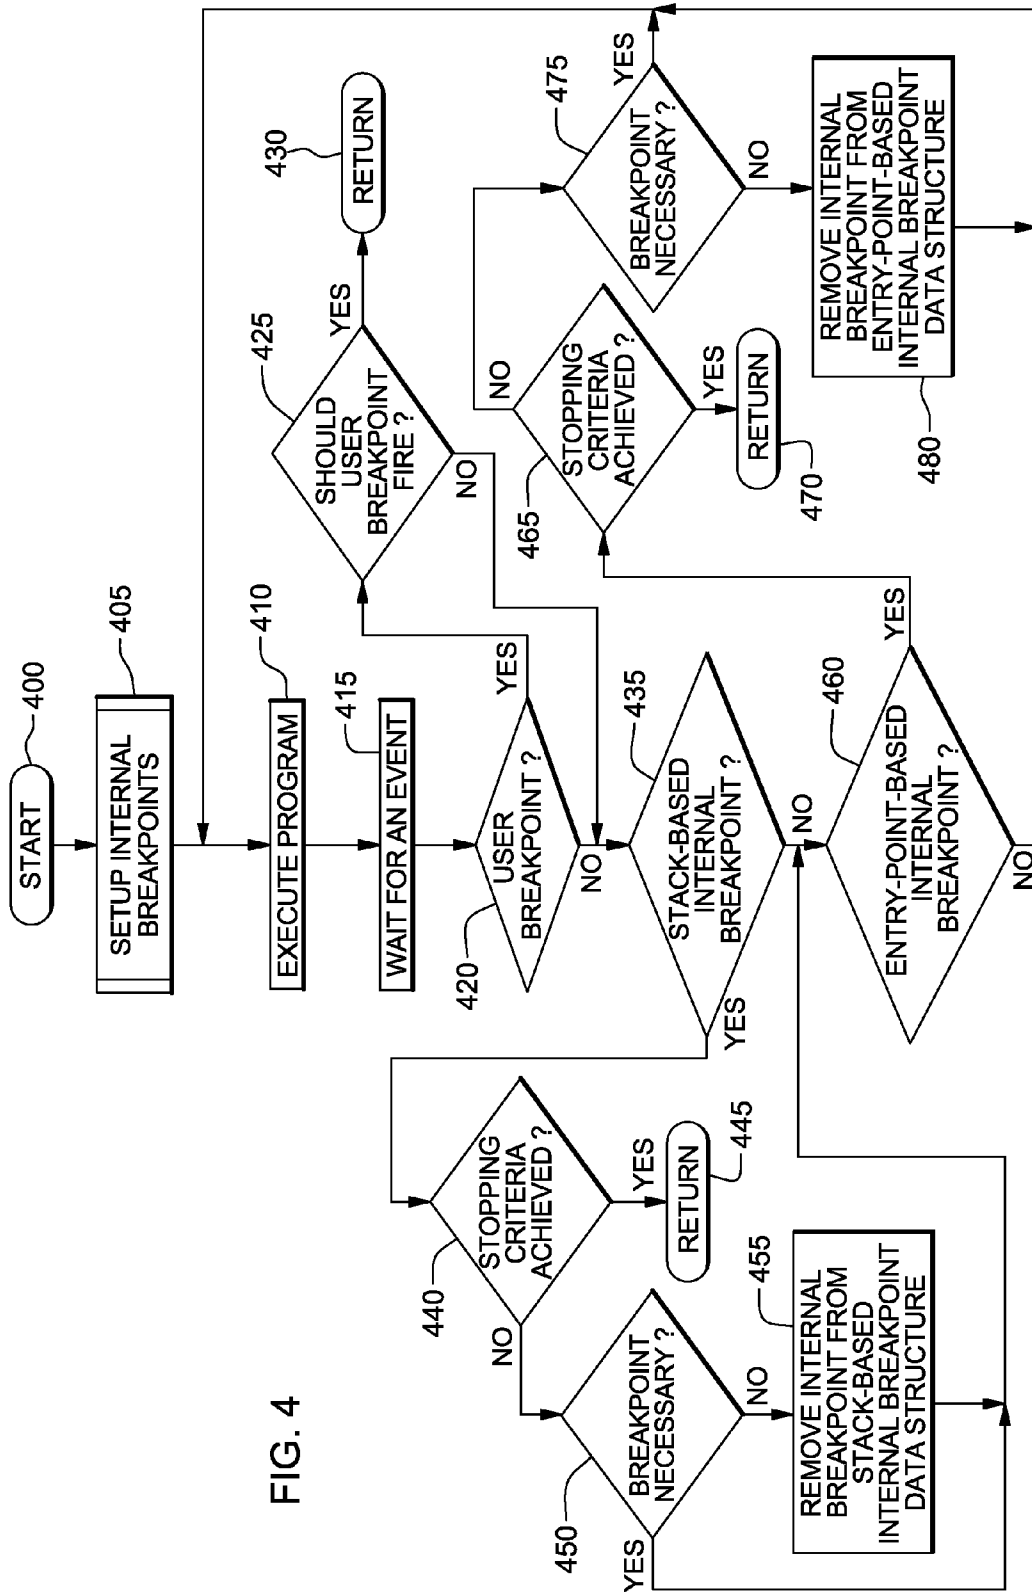 FIG. 4
START
400
SETUP INTERNAL
BREAKPOINTS
405
EXECUTE PROGRAM
410
WAIT FOR AN EVENT
415
USER
BREAKPOINT ?
420
YES
NO
SHOULD
USER
BREAKPOINT
FIRE ?
425
YES
NO
RETURN
430
STACK-BASED
INTERNAL
BREAKPOINT ?
435
YES
NO
STOPPING
CRITERIA
ACHIEVED ?
440
YES
NO
RETURN
445
BREAKPOINT
NECESSARY ?
450
YES
NO
REMOVE INTERNAL
BREAKPOINT FROM
STACK-BASED
INTERNAL BREAKPOINT
DATA STRUCTURE
455
ENTRY-POINT-BASED
INTERNAL
BREAKPOINT ?
460
YES
NO
STOPPING
CRITERIA
ACHIEVED ?
465
NO
YES
RETURN
470
BREAKPOINT
NECESSARY ?
475
YES
NO
REMOVE INTERNAL
BREAKPOINT FROM
ENTRY-POINT-BASED
INTERNAL BREAKPOINT
DATA STRUCTURE
480